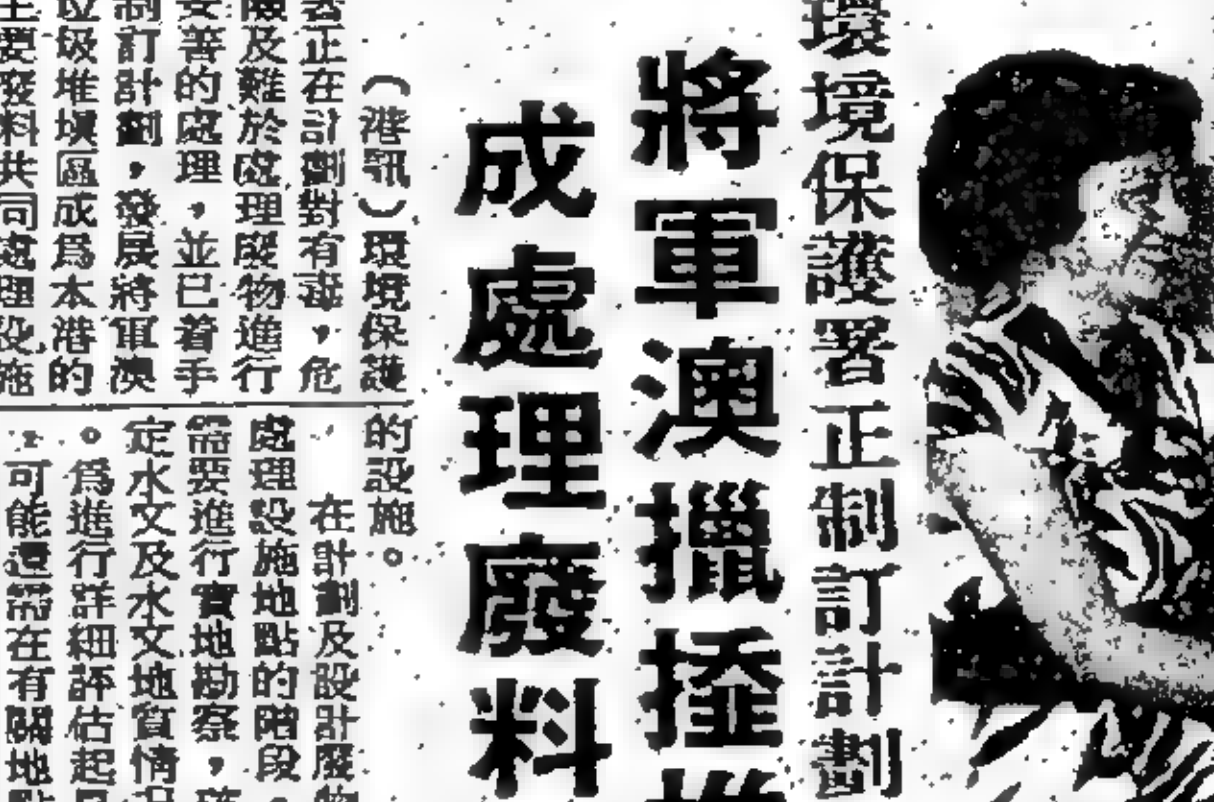 環境保護署正制訂計劃
將軍澳擸㧬
成處理廢料
（港訊）環境保護
署正在計劃對有毒，危
險及難於處理廢物進行
妥善的處理，並已着手
制訂計劃，發展將軍澳
垃圾堆塡區成爲本港的
主要廢料共同處理設施
的設施。
在計劃及設計廢物
處理設施地點的階段，
需要進行實地勘察，確
定水文及水文地質情況
。爲進行詳細評估起見
，可能還需在有關地點